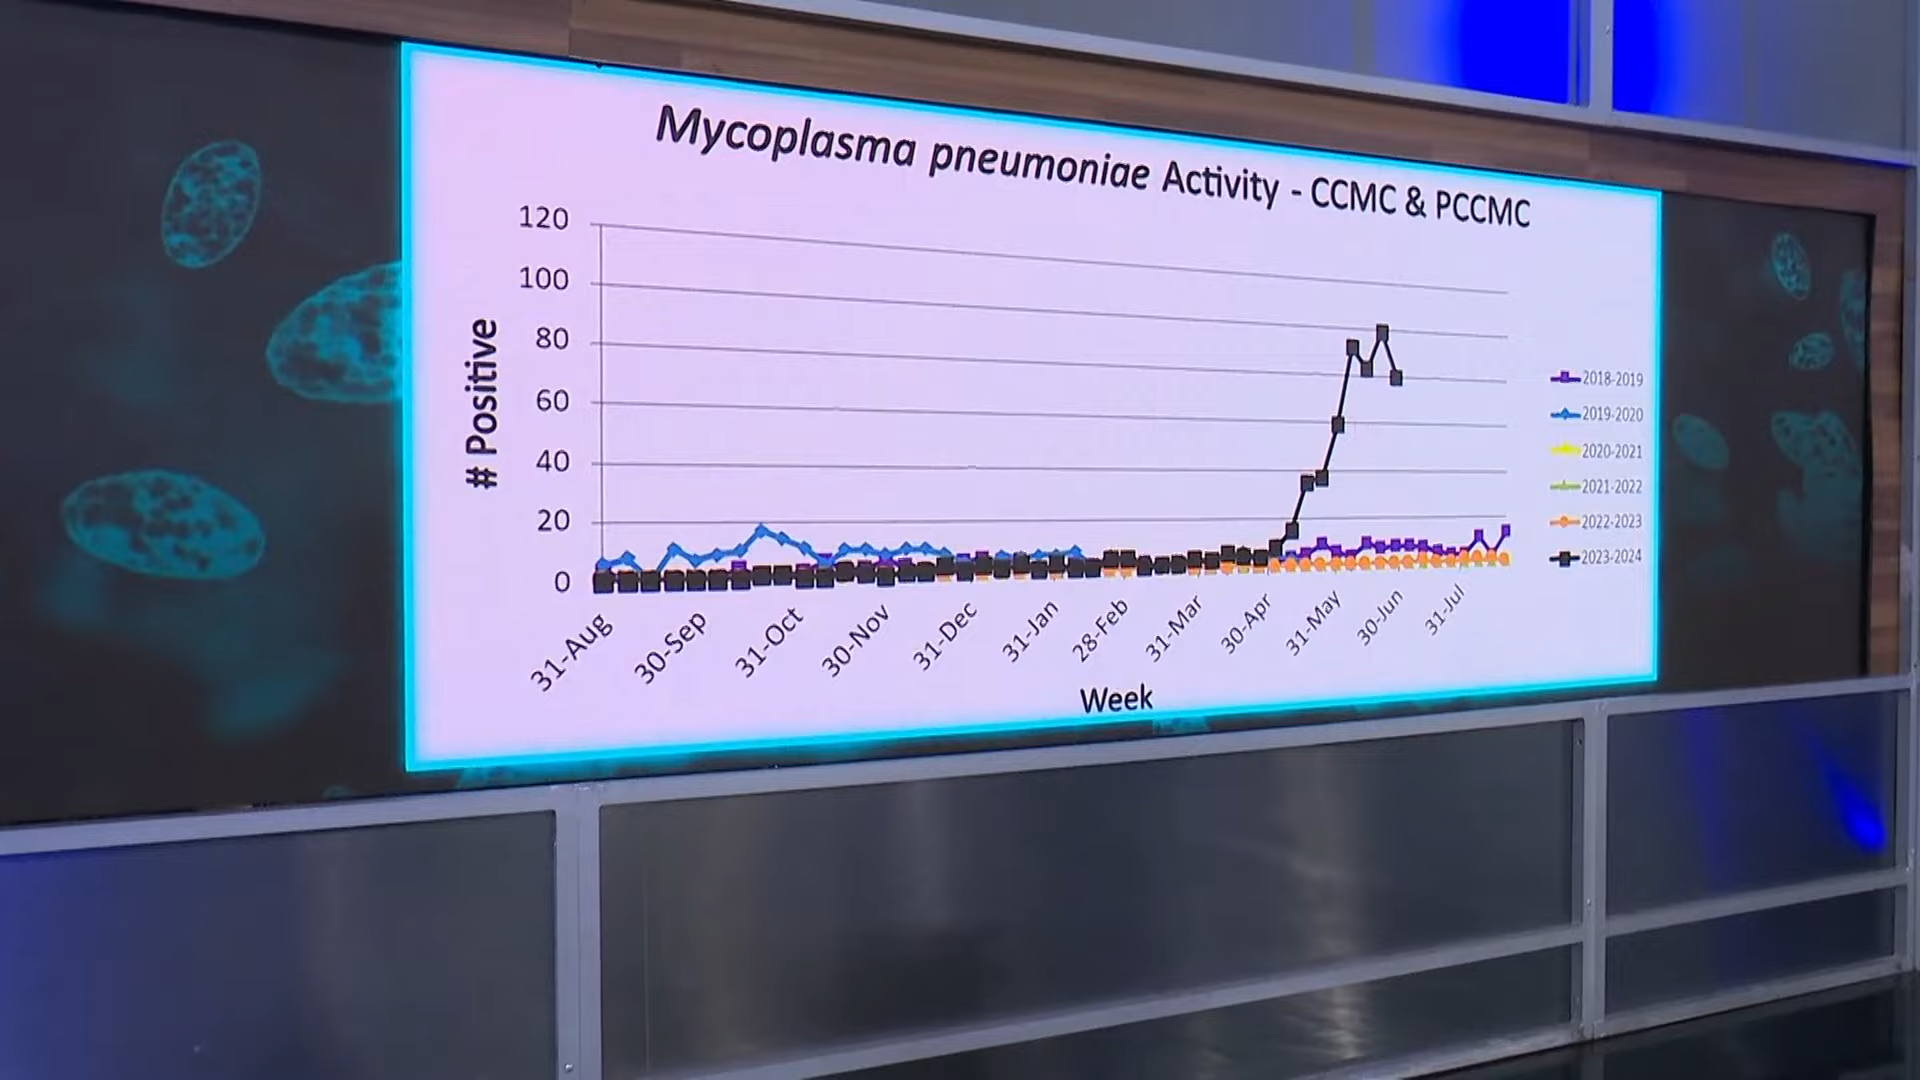 Mycoplasma pneumoniae Activity - CCMC & PCCMC
120
100
80
60
40
20
0
# Positive
31-Aug
30-Sep
31-Oct
30-Nov
31-Dec
31-Jan
28-Feb
31-Mar
30-Apr
31-May
30-Jun
31-Jul
Week
2018-2019
2019-2020
2020-2021
2021-2022
2022-2023
2023-2024